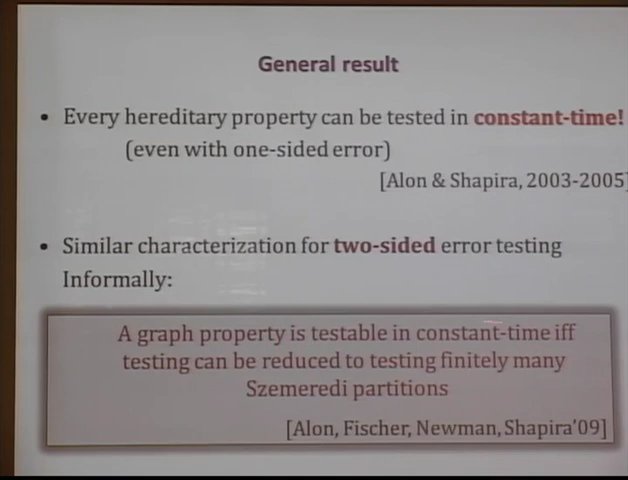 General result
• Every hereditary property can be tested in constant-time!
(even with one-sided error)
[Alon & Shapira, 2003-2005]
• Similar characterization for two-sided error testing
Informally:
A graph property is testable in constant-time iff
testing can be reduced to testing finitely many
Szemeredi partitions
[Alon, Fischer, Newman, Shapira'09]